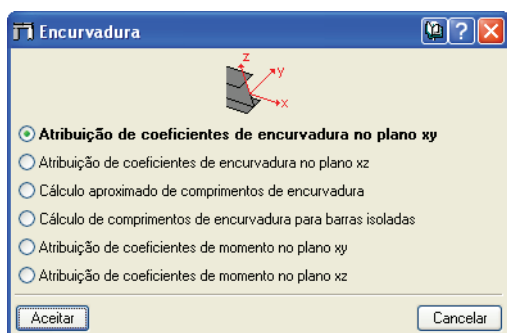 Encurvadura
z
y
x
Atribuição de coeficientes de encurvadura no plano xy
Atribuição de coeficientes de encurvadura no plano xz
Cálculo aproximado de comprimentos de encurvadura
Cálculo de comprimentos de encurvadura para barras isoladas
Atribuição de coeficientes de momento no plano xy
Atribuição de coeficientes de momento no plano xz
Aceitar Cancelar